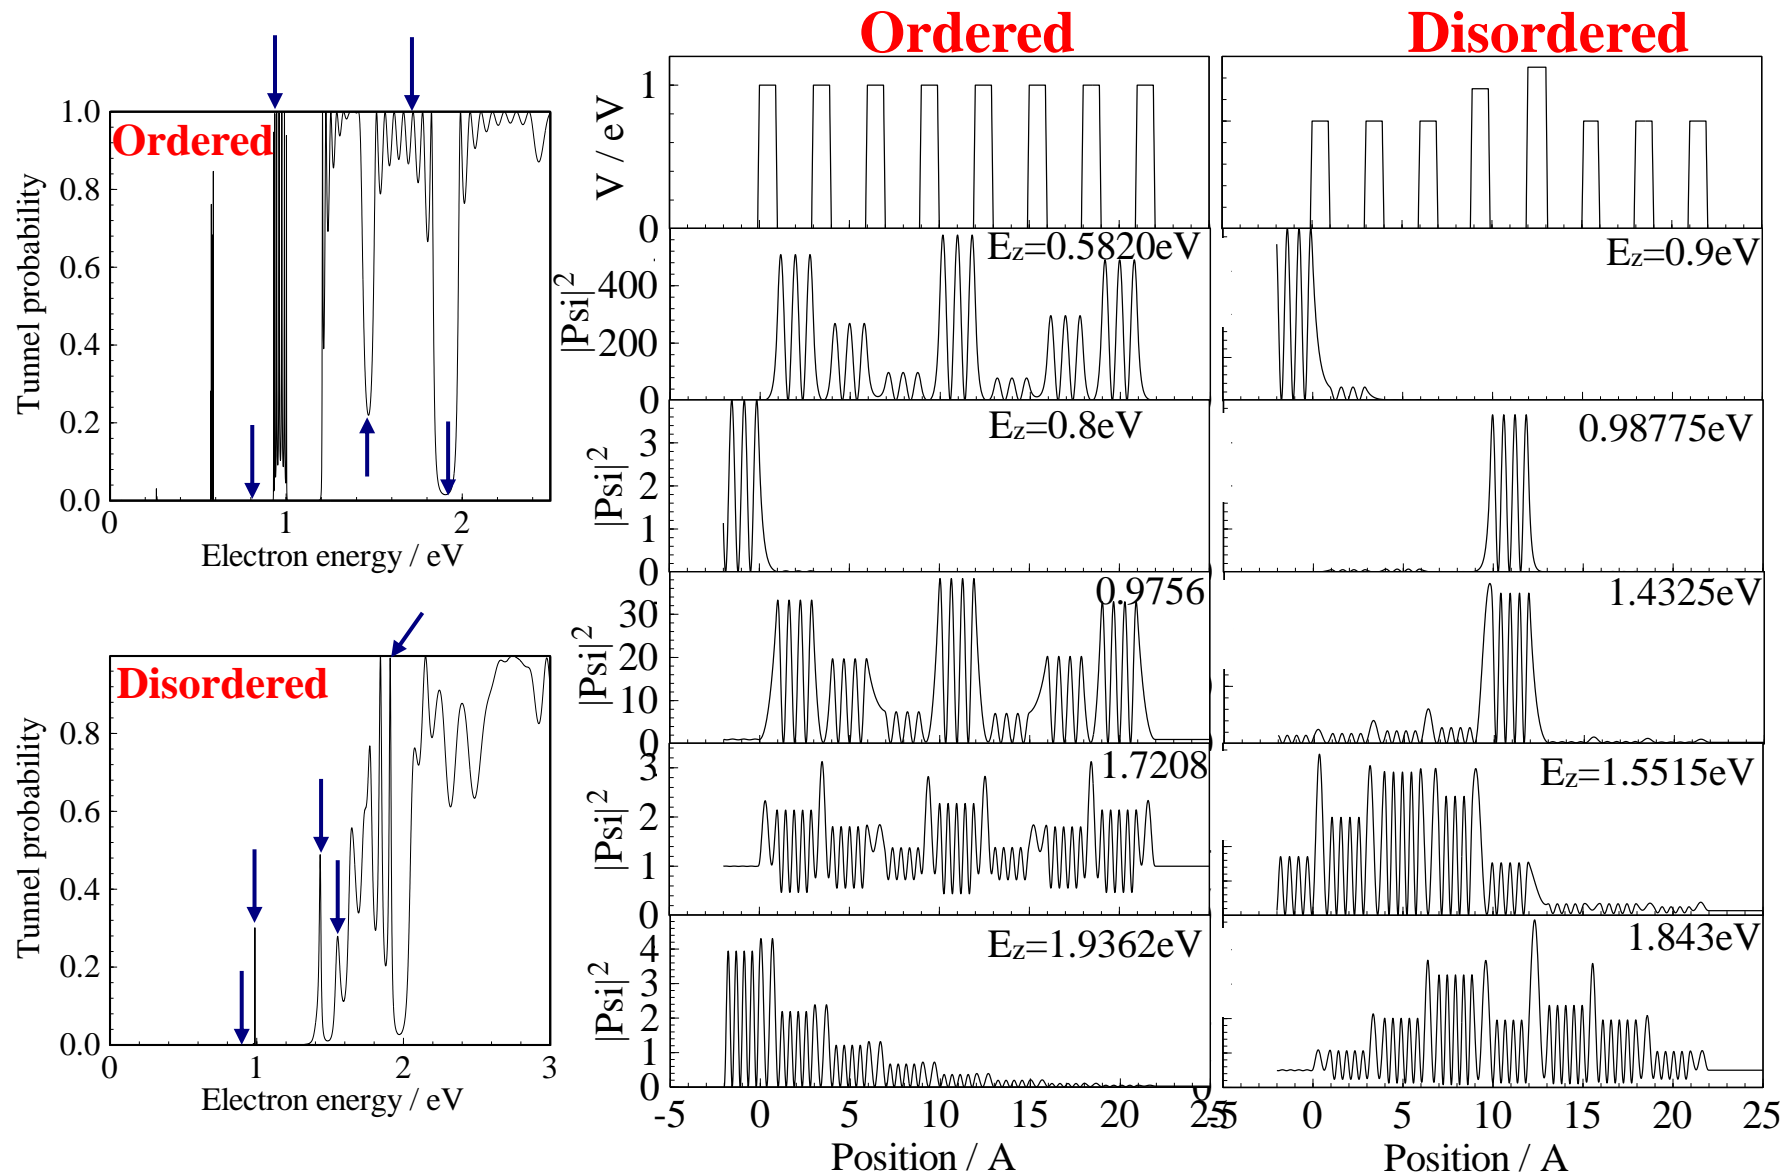 Ordered
Disordered
1.0
0.8
0.6
0.4
0.2
0.0
0
1
2
Tunnel probability
Electron energy / eV
Ordered
0.8
0.6
0.4
0.2
0.0
0
1
2
3
Tunnel probability
Electron energy / eV
Disordered
V / eV
1
0
|Psi|²
400
200
0
Ez=0.5820eV
Ez=0.9eV
|Psi|²
3
2
1
0
Ez=0.8eV
0.98775eV
|Psi|²
30
20
10
0
0.9756
1.4325eV
|Psi|²
3
2
1
0
1.7208
Ez=1.5515eV
|Psi|²
4
3
2
1
0
Ez=1.9362eV
1.843eV
-5
0
5
10
15
20
25
Position / A
0
5
10
15
20
25
Position / A